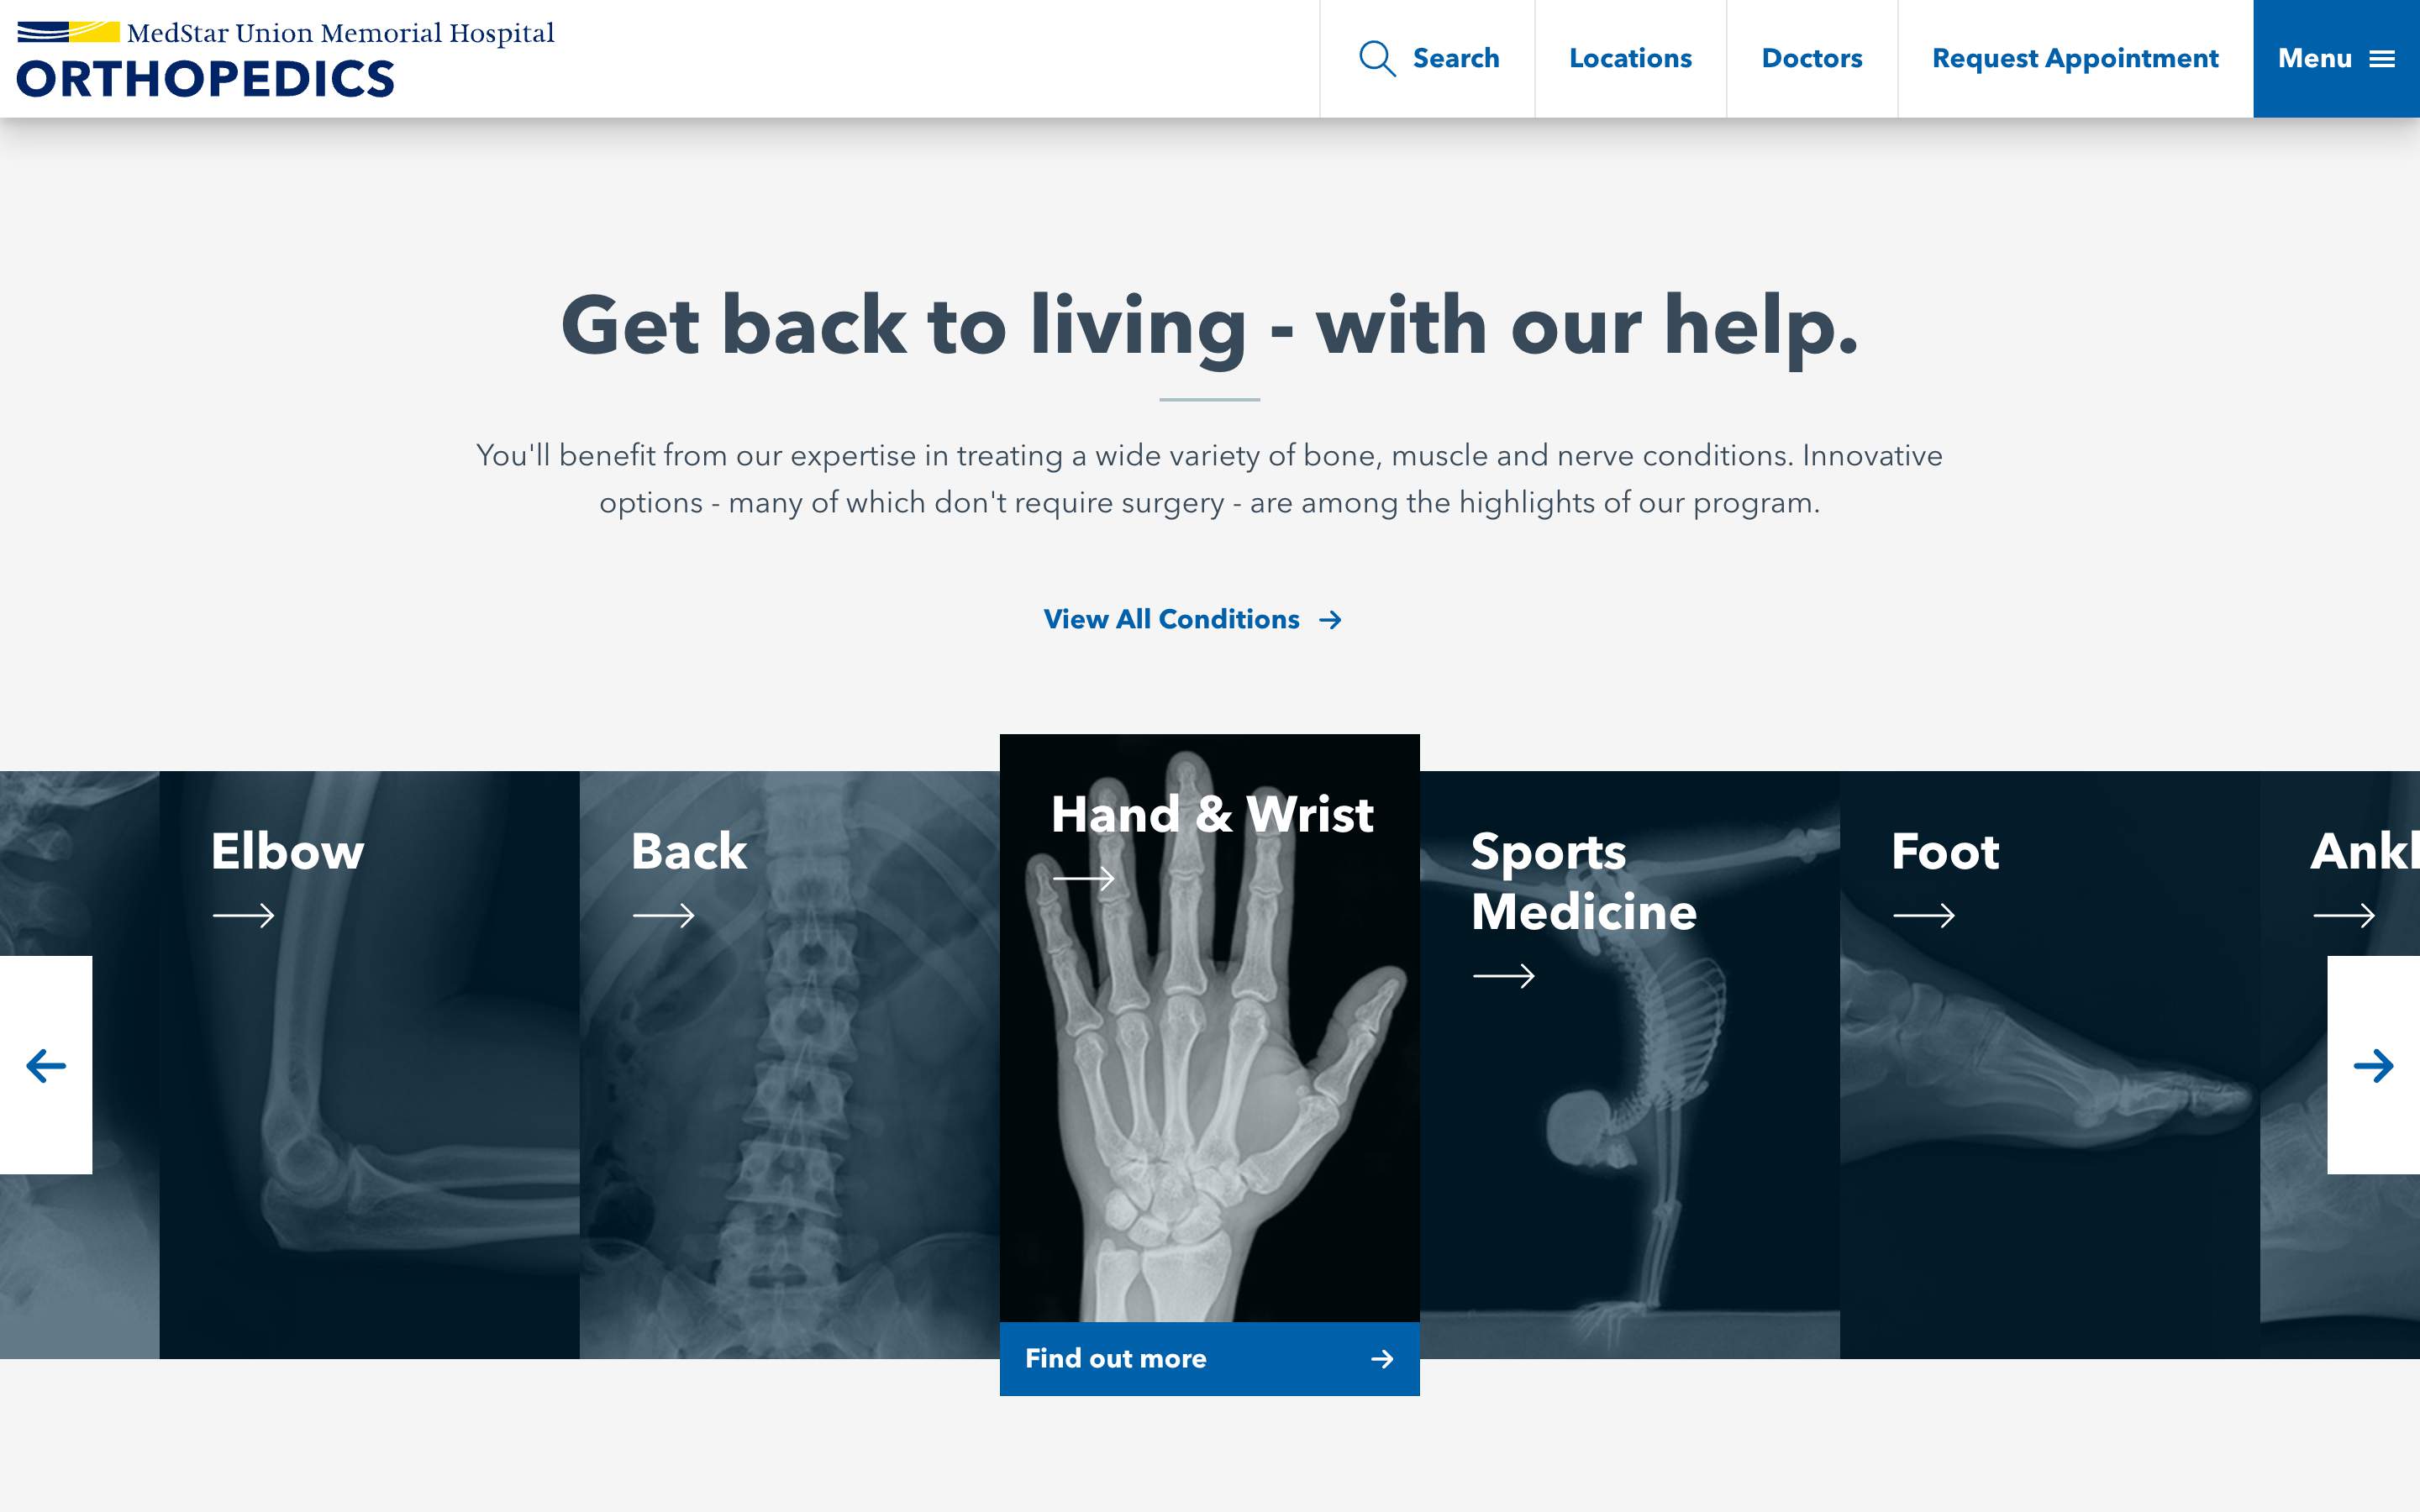 MedStar Union Memorial Hospital
ORTHOPEDICS
Search
Locations
Doctors
Request Appointment
Menu
Get back to living - with our help.
You'll benefit from our expertise in treating a wide variety of bone, muscle and nerve conditions. Innovative
options - many of which don't require surgery - are among the highlights of our program.
View All Conditions
Elbow
Back
Hand & Wrist
Sports
Medicine
Foot
Ankl
Find out more